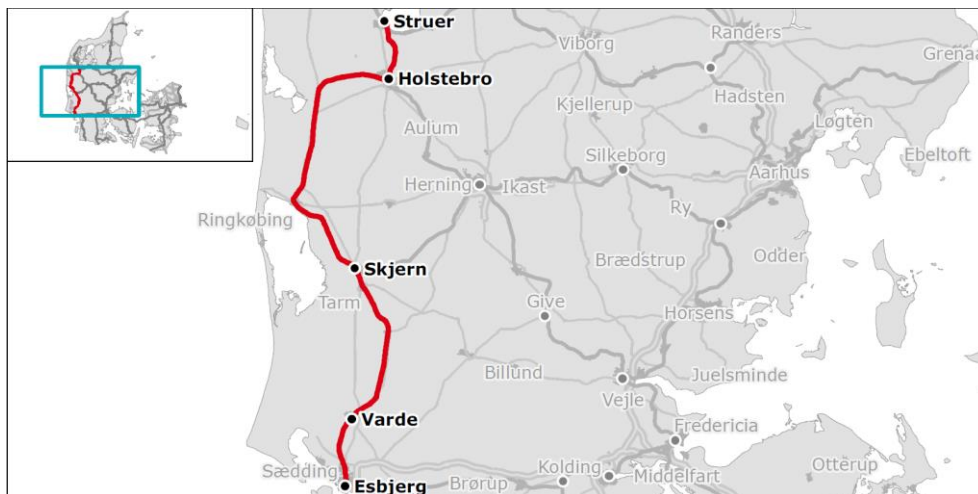 Struer
Viborg
Randers
Grenaa
Holstebro
Hadsten
Kjellerup
Aulum
Løgten
Silkeborg
Ebeltoft
Herning
Ikast
Aarhus
Ry
Ringkøbing
Odder
Brædstrup
Skjern
Tarm
Give
Horsens
Billund
Juelsminde
Vejle
Varde
Fredericia
Sædding
Kolding
Otterup
Middelfart
Esbjerg
Brørup